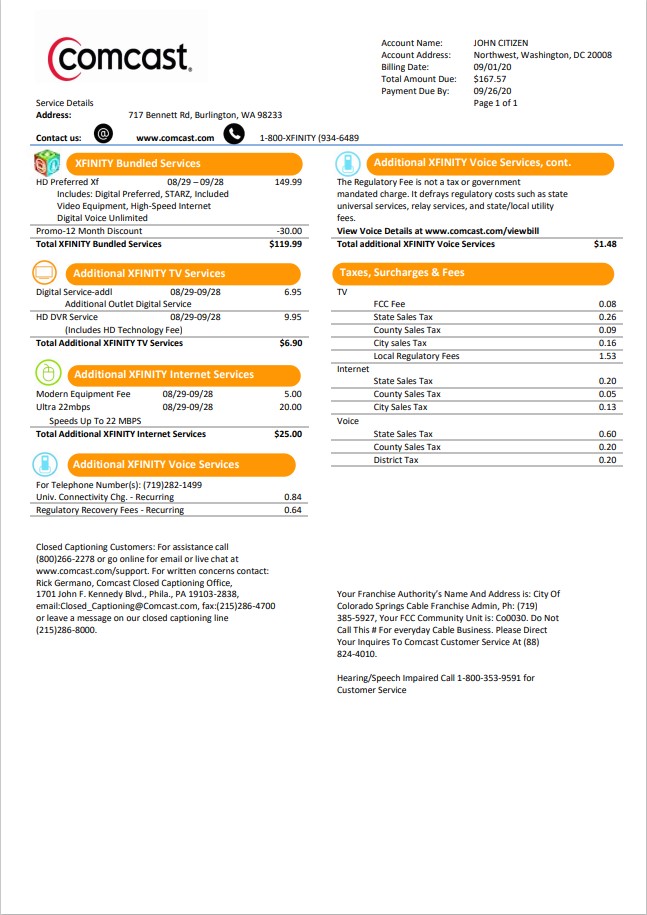 comcast.
Account Name: JOHN CITIZEN
Account Address: Northwest, Washington, DC 20008
Billing Date: 09/01/20
Total Amount Due: $167.57
Payment Due By: 09/26/20
Page 1 of 1
Service Details
Address: 717 Bennett Rd, Burlington, WA 98233
Contact us: @ www.comcast.com 1-800-XFINITY (934-6489
XFINITY Bundled Services
HD Preferred Xf 08/29 – 09/28 149.99
Includes: Digital Preferred, STARZ, Included
Video Equipment, High-Speed Internet
Digital Voice Unlimited
Promo-12 Month Discount -30.00
Total XFINITY Bundled Services $119.99
Additional XFINITY TV Services
Digital Service-addl 08/29-09/28 6.95
Additional Outlet Digital Service
HD DVR Service 08/29-09/28 9.95
(Includes HD Technology Fee)
Total Additional XFINITY TV Services $6.90
Additional XFINITY Internet Services
Modern Equipment Fee 08/29-09/28 5.00
Ultra 22mbps 08/29-09/28 20.00
Speeds Up To 22 MBPS
Total Additional XFINITY Internet Services $25.00
Additional XFINITY Voice Services
For Telephone Number(s): (719)282-1499
Univ. Connectivity Chg. - Recurring 0.84
Regulatory Recovery Fees - Recurring 0.64
Closed Captioning Customers: For assistance call
(800)266-2278 or go online for email or live chat at
www.comcast.com/support. For written concerns contact:
Rick Germano, Comcast Closed Captioning Office,
1701 John F. Kennedy Blvd., Phila., PA 19103-2838,
email:Closed_Captioning@Comcast.com, fax:(215)286-4700
or leave a message on our closed captioning line
(215)286-8000.
Additional XFINITY Voice Services, cont.
The Regulatory Fee is not a tax or government
mandated charge. It defrays regulatory costs such as state
universal services, relay services, and state/local utility
fees.
View Voice Details at www.comcast.com/viewbill
Total additional XFINITY Voice Services $1.48
Taxes, Surcharges & Fees
TV
FCC Fee 0.08
State Sales Tax 0.26
County Sales Tax 0.09
City sales Tax 0.16
Local Regulatory Fees 1.53
Internet
State Sales Tax 0.20
County Sales Tax 0.05
City Sales Tax 0.13
Voice
State Sales Tax 0.60
County Sales Tax 0.20
District Tax 0.20
Your Franchise Authority's Name And Address is: City Of
Colorado Springs Cable Franchise Admin, Ph: (719)
385-5927, Your FCC Community Unit is: Co0030. Do Not
Call This # For everyday Cable Business. Please Direct
Your Inquires To Comcast Customer Service At (88)
824-4010.
Hearing/Speech Impaired Call 1-800-353-9591 for
Customer Service